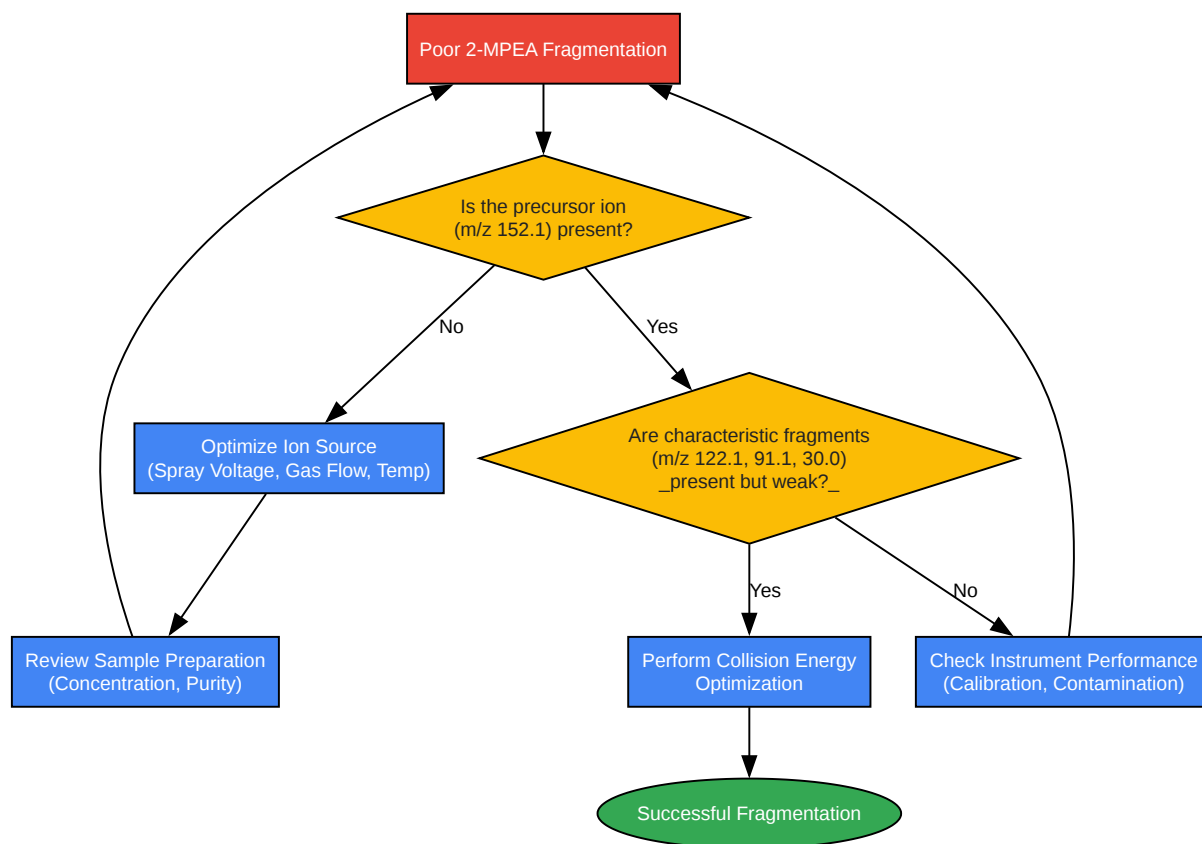 Poor 2-MPEA Fragmentation
Is the precursor ion
(m/z 152.1) present?
No
Yes
Optimize Ion Source
(Spray Voltage, Gas Flow, Temp)
Are characteristic fragments
(m/z 122.1, 91.1, 30.0)
_present but weak?_
Yes
No
Review Sample Preparation
(Concentration, Purity)
Perform Collision Energy
Optimization
Check Instrument Performance
(Calibration, Contamination)
Successful Fragmentation